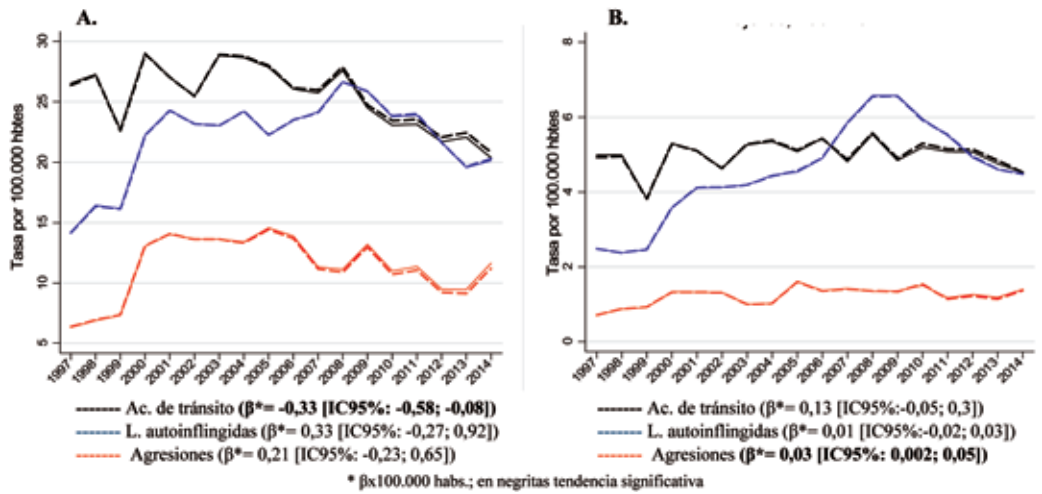 A.
Tasa por 100.000 hbtes
30
25
20
15
10
5
1997 1998 1999 2000 2001 2002 2003 2004 2005 2006 2007 2008 2009 2010 2011 2012 2013 2014
Ac. de tránsito (β*= -0,33 [IC95%: -0,58; -0,08])
L. autoinflingidas (β*= 0,33 [IC95%: -0,27; 0,92])
Agresiones (β*= 0,21 [IC95%: -0,23; 0,65])
B.
Tasa por 100.000 hbtes
8
6
4
2
0
1997 1998 1999 2000 2001 2002 2003 2004 2005 2006 2007 2008 2009 2010 2011 2012 2013 2014
Ac. de tránsito (β*= 0,13 [IC95%:-0,05; 0,3])
L. autoinflingidas (β*= 0,01 [IC95%:-0,02; 0,03])
Agresiones (β*= 0,03 [IC95%: 0,002; 0,05])
* βx100.000 habs.; en negritas tendencia significativa